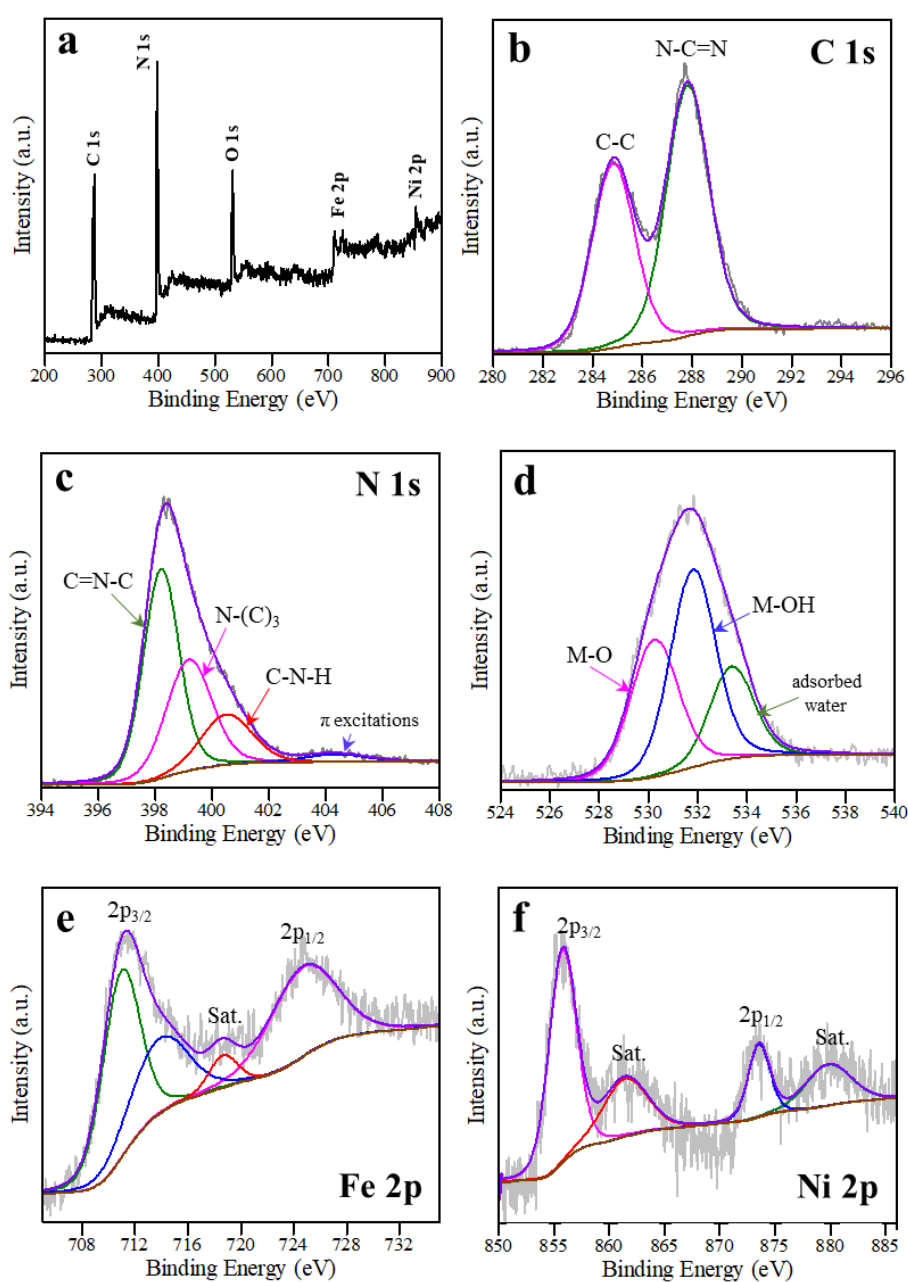 a
C 1s
N 1s
O 1s
Fe 2p
Ni 2p
Intensity (a.u.)
200 300 400 500 600 700 800 900
Binding Energy (eV)
b
C 1s
N-C=N
C-C
Intensity (a.u.)
280 282 284 286 288 290 292 294 296
Binding Energy (eV)
c
N 1s
C=N-C
N-(C)₃
C-N-H
π excitations
Intensity (a.u.)
394 396 398 400 402 404 406 408
Binding Energy (eV)
d
M-OH
M-O
adsorbed
water
Intensity (a.u.)
524 526 528 530 532 534 536 538 540
Binding Energy (eV)
e
2p₃/₂
2p₁/₂
Sat.
Fe 2p
Intensity (a.u.)
708 712 716 720 724 728 732
Binding Energy (eV)
f
2p₃/₂
Sat.
2p₁/₂
Sat.
Ni 2p
Intensity (a.u.)
850 855 860 865 870 875 880 885
Binding Energy (eV)